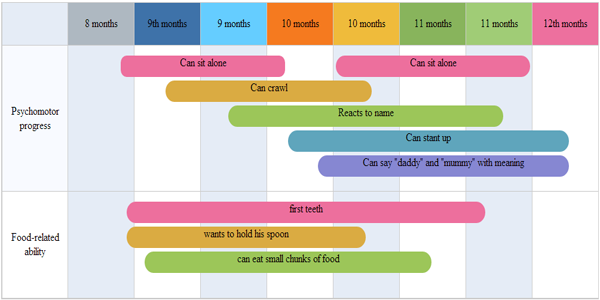 8 months 9th months 9 months 10 months 10 months 11 months 11 months 12th months
Psychomotor
progress
Can sit alone Can sit alone
Can crawl
Reacts to name
Can stant up
Can say "daddy" and "mummy" with meaning
Food-related
ability
first teeth
wants to hold his spoon
can eat small chunks of food